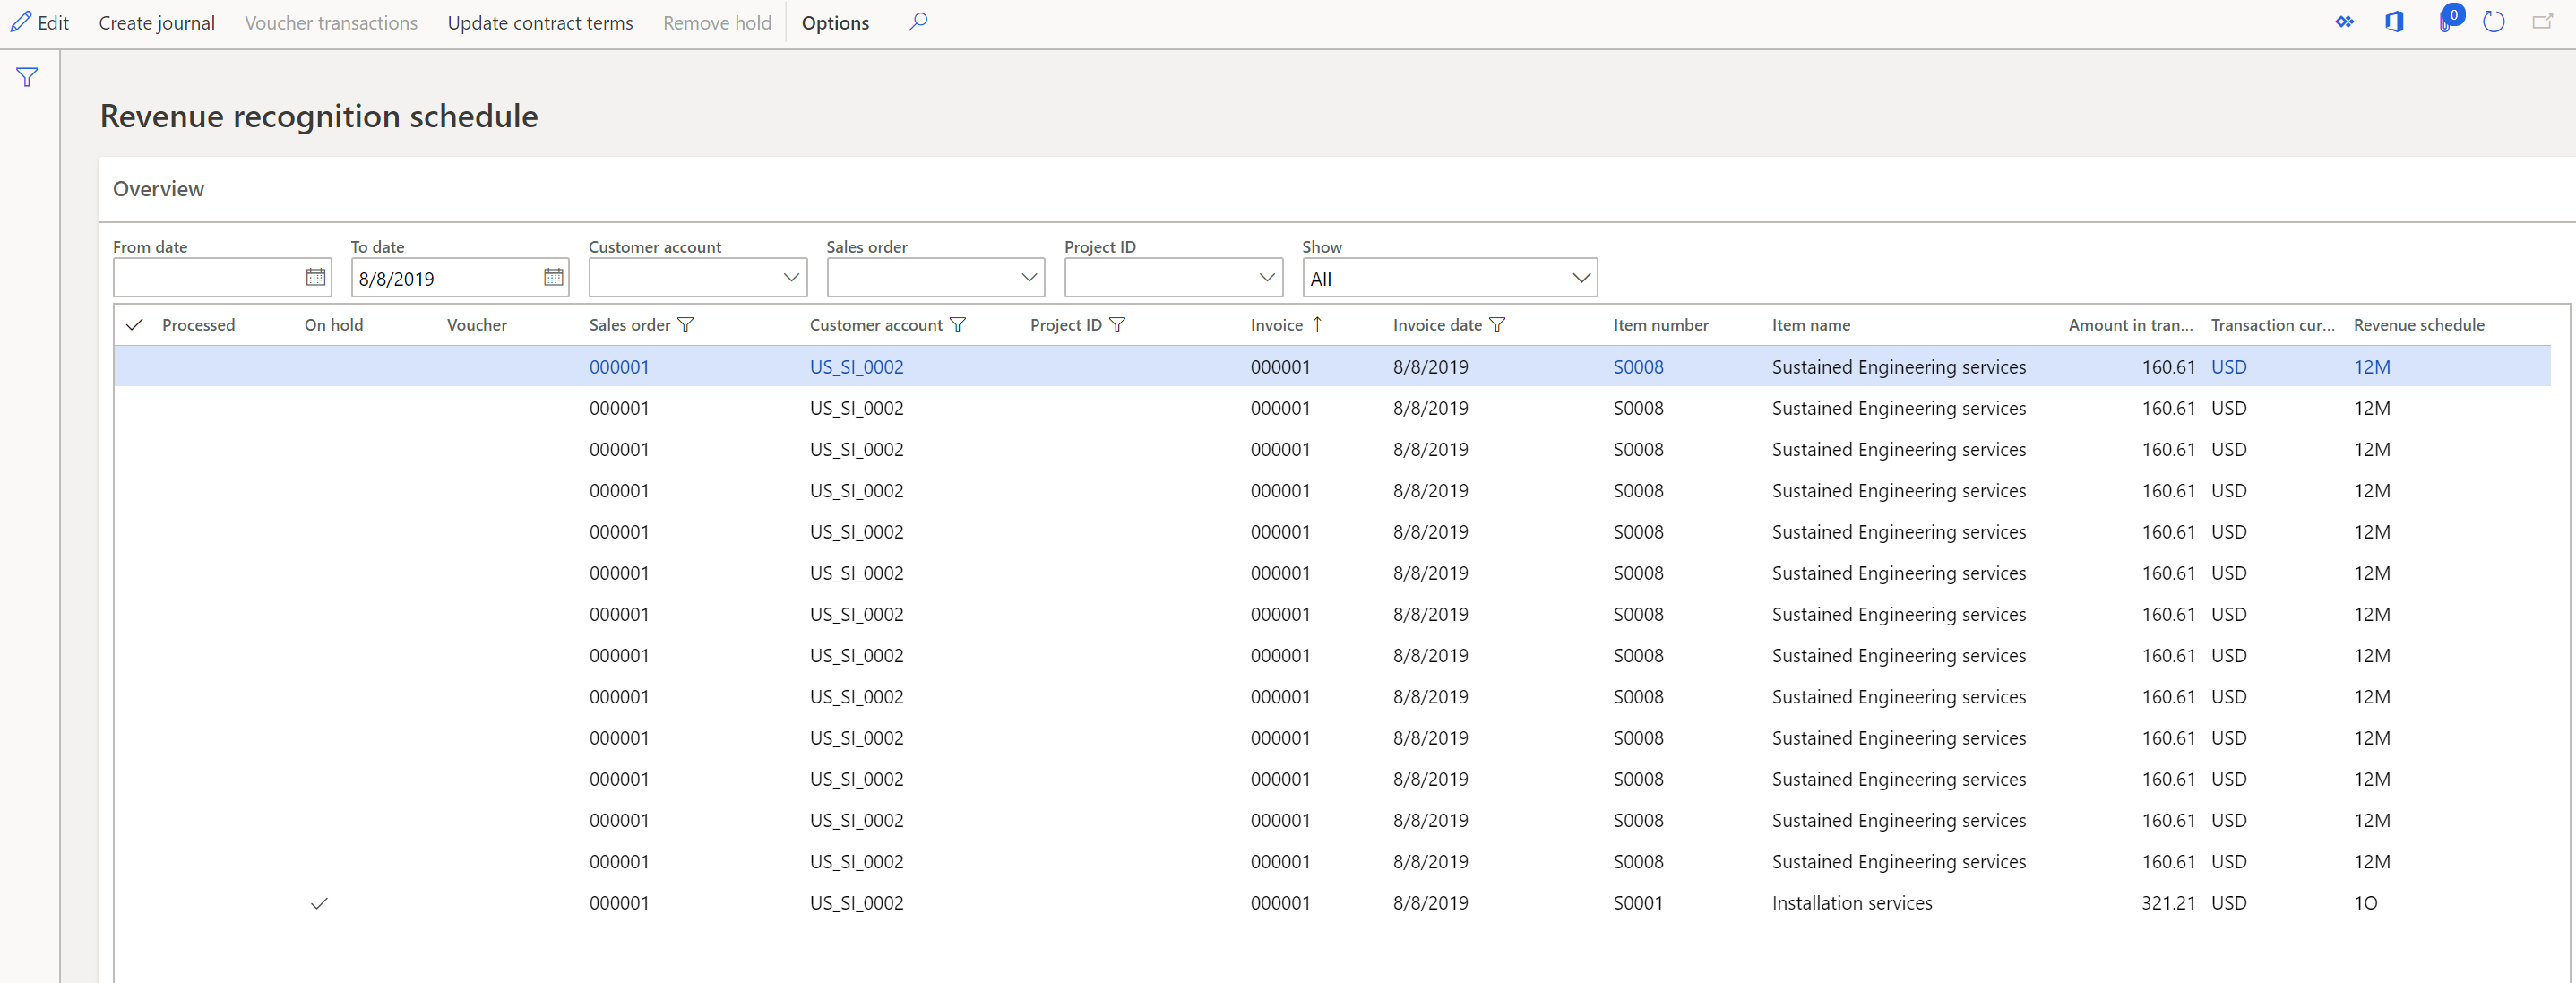 Edit Create journal Voucher transactions Update contract terms Remove hold Options 0
Revenue recognition schedule
Overview
From date To date Customer account Sales order Project ID Show
8/8/2019 All
Processed On hold Voucher Sales order Customer account Project ID Invoice Invoice date Item number Item name Amount in tran... Transaction cur... Revenue schedule
000001 US_SI_0002 000001 8/8/2019 S0008 Sustained Engineering services 160.61 USD 12M
000001 US_SI_0002 000001 8/8/2019 S0008 Sustained Engineering services 160.61 USD 12M
000001 US_SI_0002 000001 8/8/2019 S0008 Sustained Engineering services 160.61 USD 12M
000001 US_SI_0002 000001 8/8/2019 S0008 Sustained Engineering services 160.61 USD 12M
000001 US_SI_0002 000001 8/8/2019 S0008 Sustained Engineering services 160.61 USD 12M
000001 US_SI_0002 000001 8/8/2019 S0008 Sustained Engineering services 160.61 USD 12M
000001 US_SI_0002 000001 8/8/2019 S0008 Sustained Engineering services 160.61 USD 12M
000001 US_SI_0002 000001 8/8/2019 S0008 Sustained Engineering services 160.61 USD 12M
000001 US_SI_0002 000001 8/8/2019 S0008 Sustained Engineering services 160.61 USD 12M
000001 US_SI_0002 000001 8/8/2019 S0008 Sustained Engineering services 160.61 USD 12M
000001 US_SI_0002 000001 8/8/2019 S0008 Sustained Engineering services 160.61 USD 12M
000001 US_SI_0002 000001 8/8/2019 S0008 Sustained Engineering services 160.61 USD 12M
000001 US_SI_0002 000001 8/8/2019 S0008 Sustained Engineering services 160.61 USD 12M
000001 US_SI_0002 000001 8/8/2019 S0001 Installation services 321.21 USD 1O